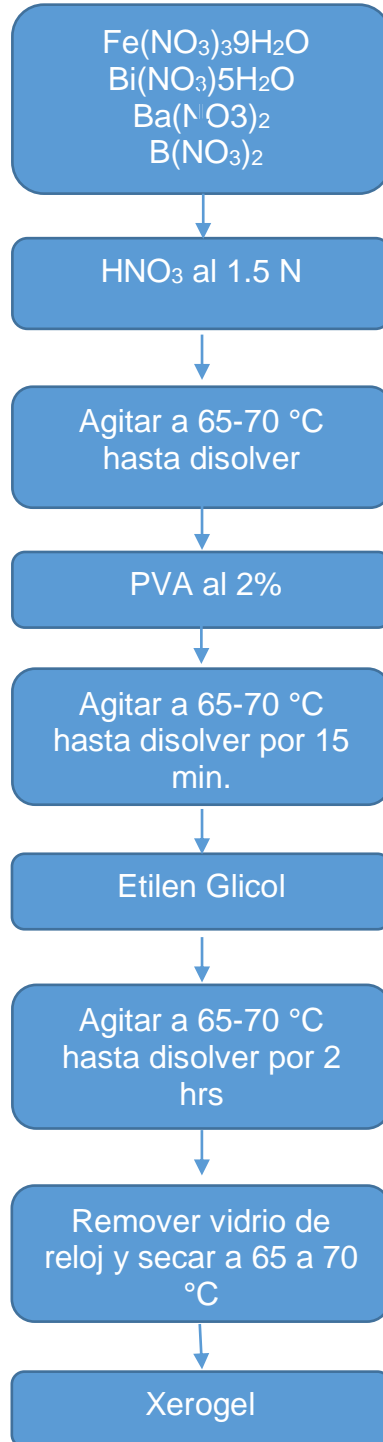 Fe(NO₃)₃9H₂O
Bi(NO₃)5H₂O
Ba(NO3)₂
B(NO₃)₂
HNO₃ al 1.5 N
Agitar a 65-70 °C
hasta disolver
PVA al 2%
Agitar a 65-70 °C
hasta disolver por 15
min.
Etilen Glicol
Agitar a 65-70 °C
hasta disolver por 2
hrs
Remover vidrio de
reloj y secar a 65 a 70
°C
Xerogel